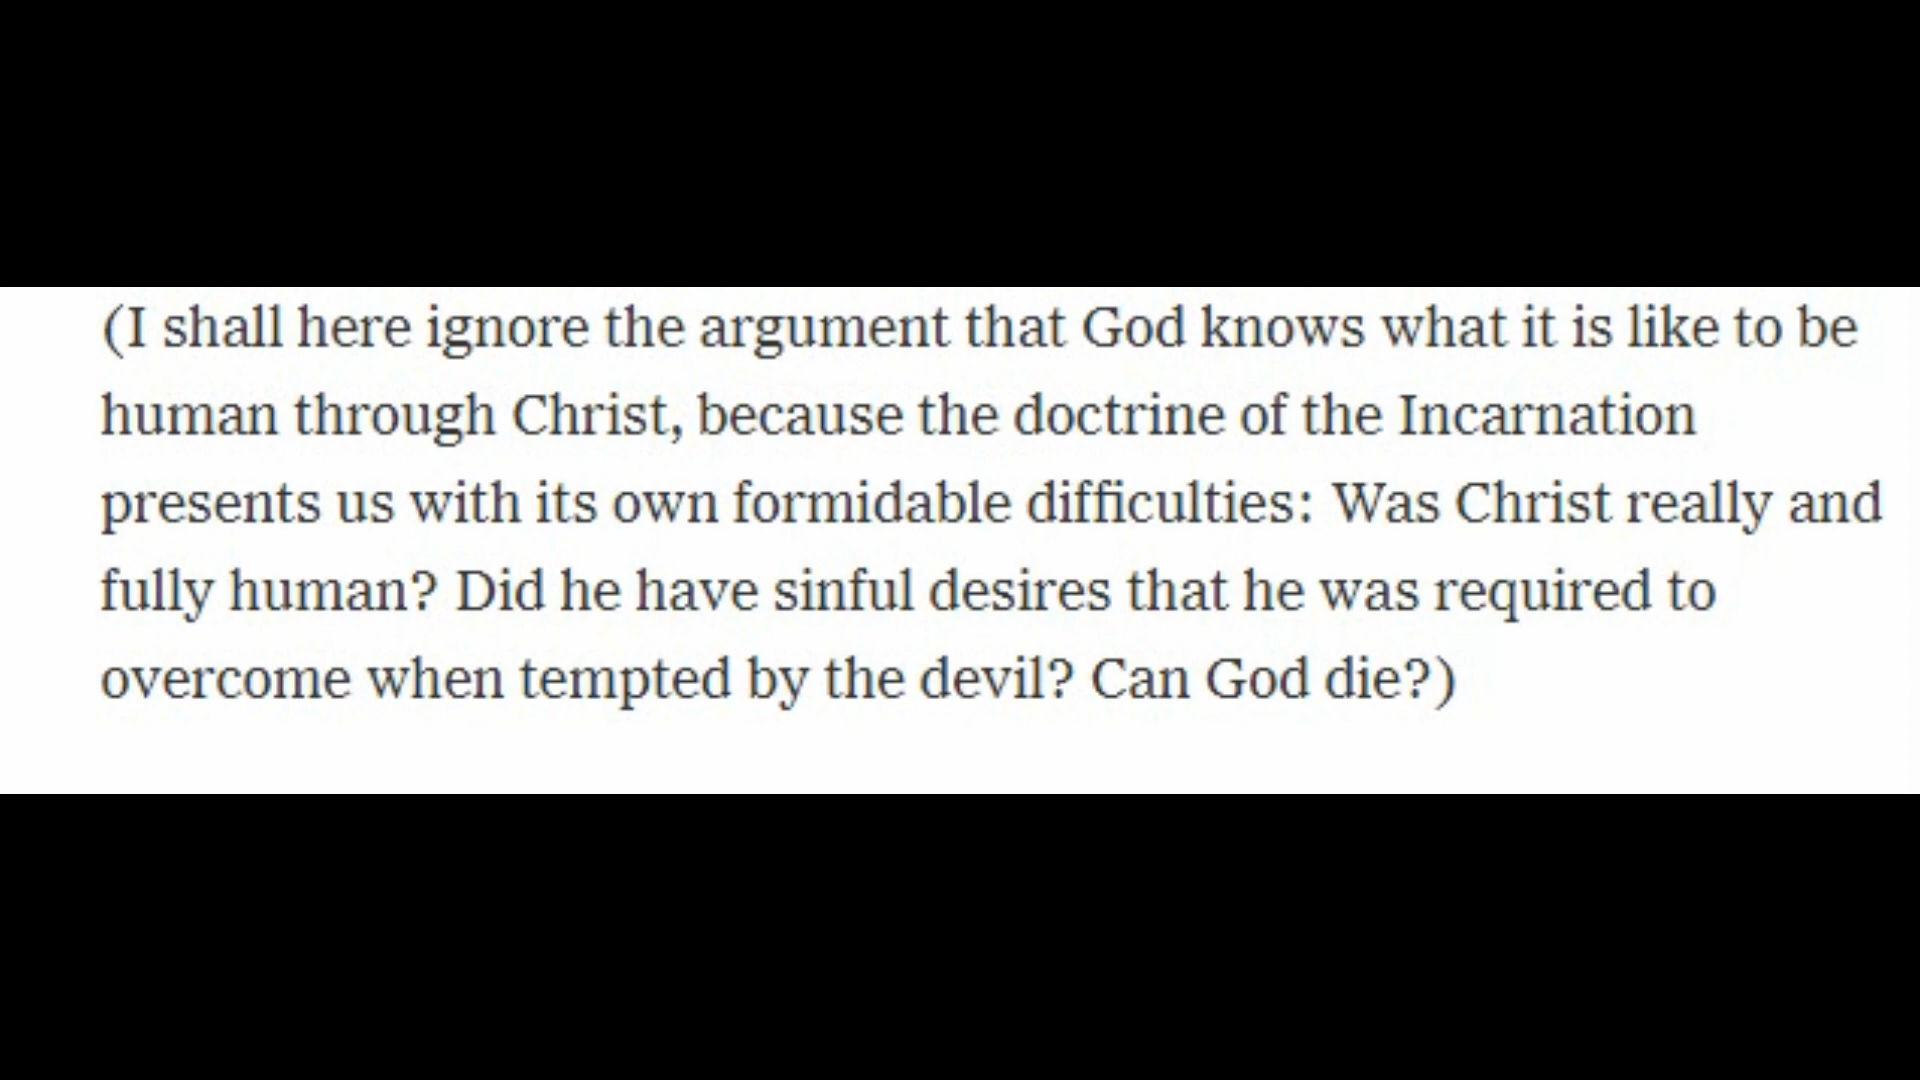 (I shall here ignore the argument that God knows what it is like to be
human through Christ, because the doctrine of the Incarnation
presents us with its own formidable difficulties: Was Christ really and
fully human? Did he have sinful desires that he was required to
overcome when tempted by the devil? Can God die?)